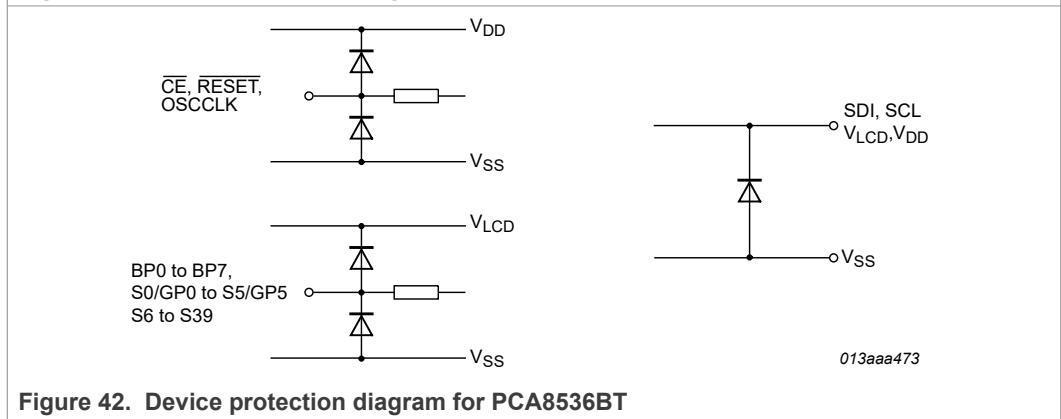 VDD
CE, RESET,
OSCCLK
VSS
VLCD
BP0 to BP7,
S0/GP0 to S5/GP5
S6 to S39
VSS
SDI, SCL
VLCD,VDD
VSS
013aaa473
Figure 42. Device protection diagram for PCA8536BT